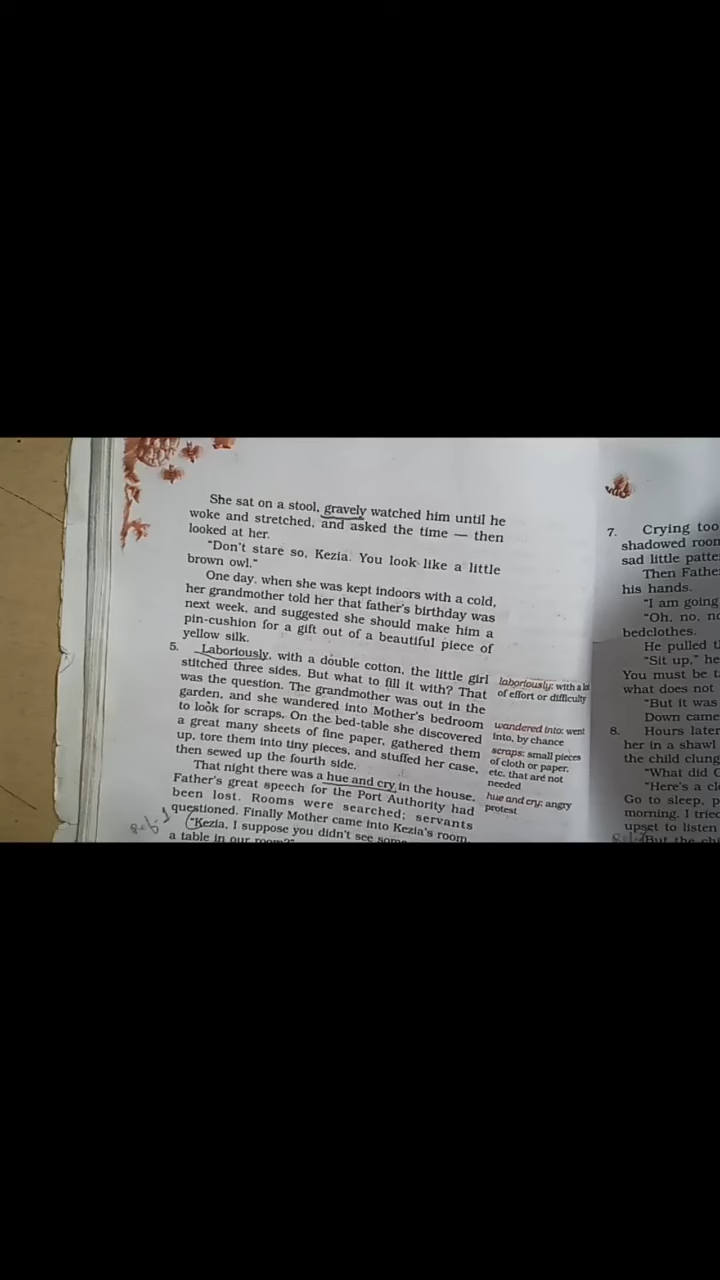 She sat on a stool, gravely watched him until he
woke and stretched, and asked the time — then
looked at her.
"Don't stare so, Kezia. You look like a little
brown owl."
One day, when she was kept indoors with a cold,
her grandmother told her that father's birthday was
next week, and suggested she should make him a
pin-cushion for a gift out of a beautiful piece of
yellow silk.
5. Laboriously, with a double cotton, the little girl
stitched three sides. But what to fill it with? That
was the question. The grandmother was out in the
garden, and she wandered into Mother's bedroom
to look for scraps. On the bed-table she discovered
a great many sheets of fine paper, gathered them
up, tore them into tiny pieces, and stuffed her case,
then sewed up the fourth side.
That night there was a hue and cry in the house.
Father's great speech for the Port Authority had
been lost. Rooms were searched; servants
questioned. Finally Mother came into Kezia's room.
"Kezia, I suppose you didn't see
a table in our
laboriously: with a lot
of effort or difficulty
wandered into: went
into, by chance
scraps: small pieces
of cloth or paper,
etc. that are not
needed
hue and cry: angry
protest
7. Crying too
shadowed room
sad little
Then Father
his hands.
"I am going
"Oh, no,
bedclothes.
He pulled
"Sit up," he
You must be
what does not
"But it was
Down came
8. Hours later
her in a shawl
the child clung
"What did
"Here's a
Go to sleep,
morning. I tried
upset to listen
But the